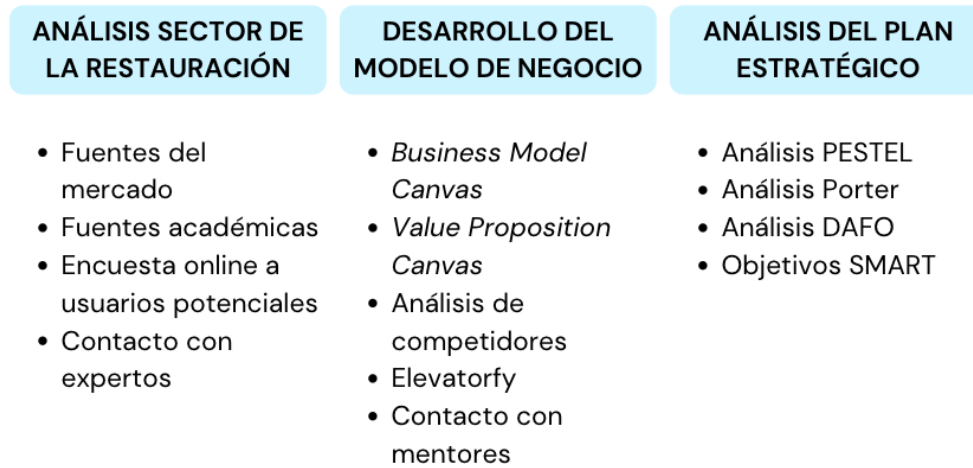 ANÁLISIS SECTOR DE
LA RESTAURACIÓN
• Fuentes del
mercado
• Fuentes académicas
• Encuesta online a
usuarios potenciales
• Contacto con
expertos
DESARROLLO DEL
MODELO DE NEGOCIO
• Business Model
Canvas
• Value Proposition
Canvas
• Análisis de
competidores
• Elevatorfy
• Contacto con
mentores
ANÁLISIS DEL PLAN
ESTRATÉGICO
• Análisis PESTEL
• Análisis Porter
• Análisis DAFO
• Objetivos SMART